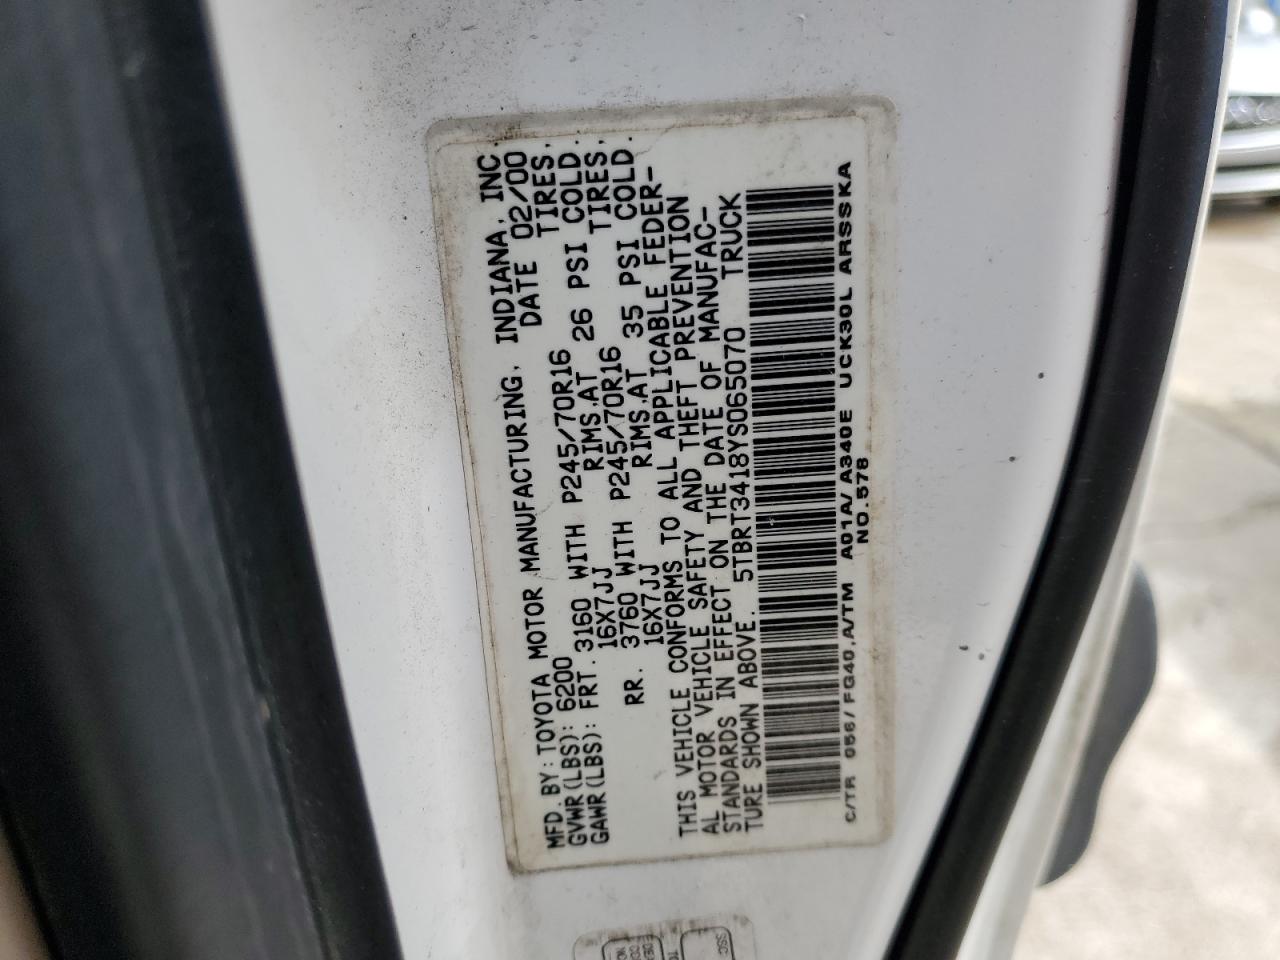 MFD. BY: TOYOTA MOTOR MANUFACTURING, INDIANA, INC.
GVWR(LBS): 6200 DATE 02/00
GAWR(LBS): FRT. 3160 WITH P245/70R16 TIRES,
16X7JJ RIMS,AT 26 PSI COLD.
RR. 3760 WITH P245/70R16 TIRES,
16X7JJ RIMS,AT 35 PSI COLD.
THIS VEHICLE CONFORMS TO ALL APPLICABLE FEDER-
AL MOTOR VEHICLE SAFETY AND THEFT PREVENTION
STANDARDS IN EFFECT ON THE DATE OF MANUFAC-
TURE SHOWN ABOVE. 5TBRT3418YS065070 TRUCK
C/TR 056/FG40,A/TM A01A/A340E UCK30L ARSSKA
NO.578